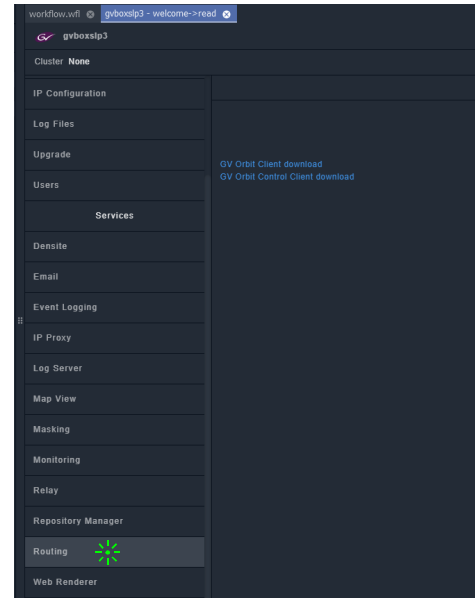 workflow.wfl
gvboxslp3 - welcome->read
gvboxslp3
Cluster None
IP Configuration
Log Files
Upgrade
Users
Services
Densite
Email
Event Logging
IP Proxy
Log Server
Map View
Masking
Monitoring
Relay
Repository Manager
Routing
Web Renderer
GV Orbit Client download
GV Orbit Control Client download